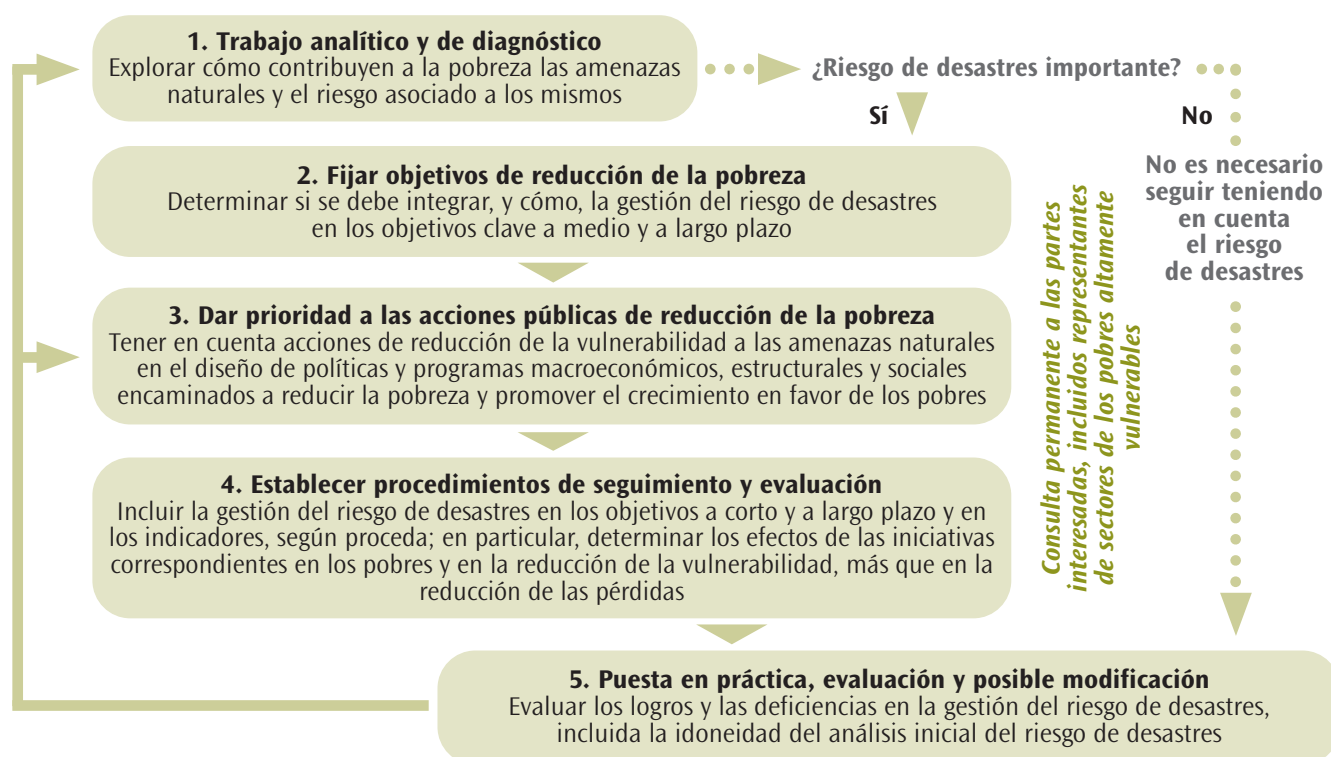 1. Trabajo analítico y de diagnóstico
Explorar cómo contribuyen a la pobreza las amenazas
naturales y el riesgo asociado a los mismos
¿Riesgo de desastres importante?
Sí
No
No es necesario
seguir teniendo
en cuenta
el riesgo
de desastres
2. Fijar objetivos de reducción de la pobreza
Determinar si se debe integrar, y cómo, la gestión del riesgo de desastres
en los objetivos clave a medio y a largo plazo
3. Dar prioridad a las acciones públicas de reducción de la pobreza
Tener en cuenta acciones de reducción de la vulnerabilidad a las amenazas naturales
en el diseño de políticas y programas macroeconómicos, estructurales y sociales
encaminados a reducir la pobreza y promover el crecimiento en favor de los pobres
4. Establecer procedimientos de seguimiento y evaluación
Incluir la gestión del riesgo de desastres en los objetivos a corto y a largo plazo y en
los indicadores, según proceda; en particular, determinar los efectos de las iniciativas
correspondientes en los pobres y en la reducción de la vulnerabilidad, más que en la
reducción de las pérdidas
Consulta permanente a las partes
interesadas, incluidos representantes
de sectores de los pobres altamente
vulnerables
5. Puesta en práctica, evaluación y posible modificación
Evaluar los logros y las deficiencias en la gestión del riesgo de desastres,
incluida la idoneidad del análisis inicial del riesgo de desastres